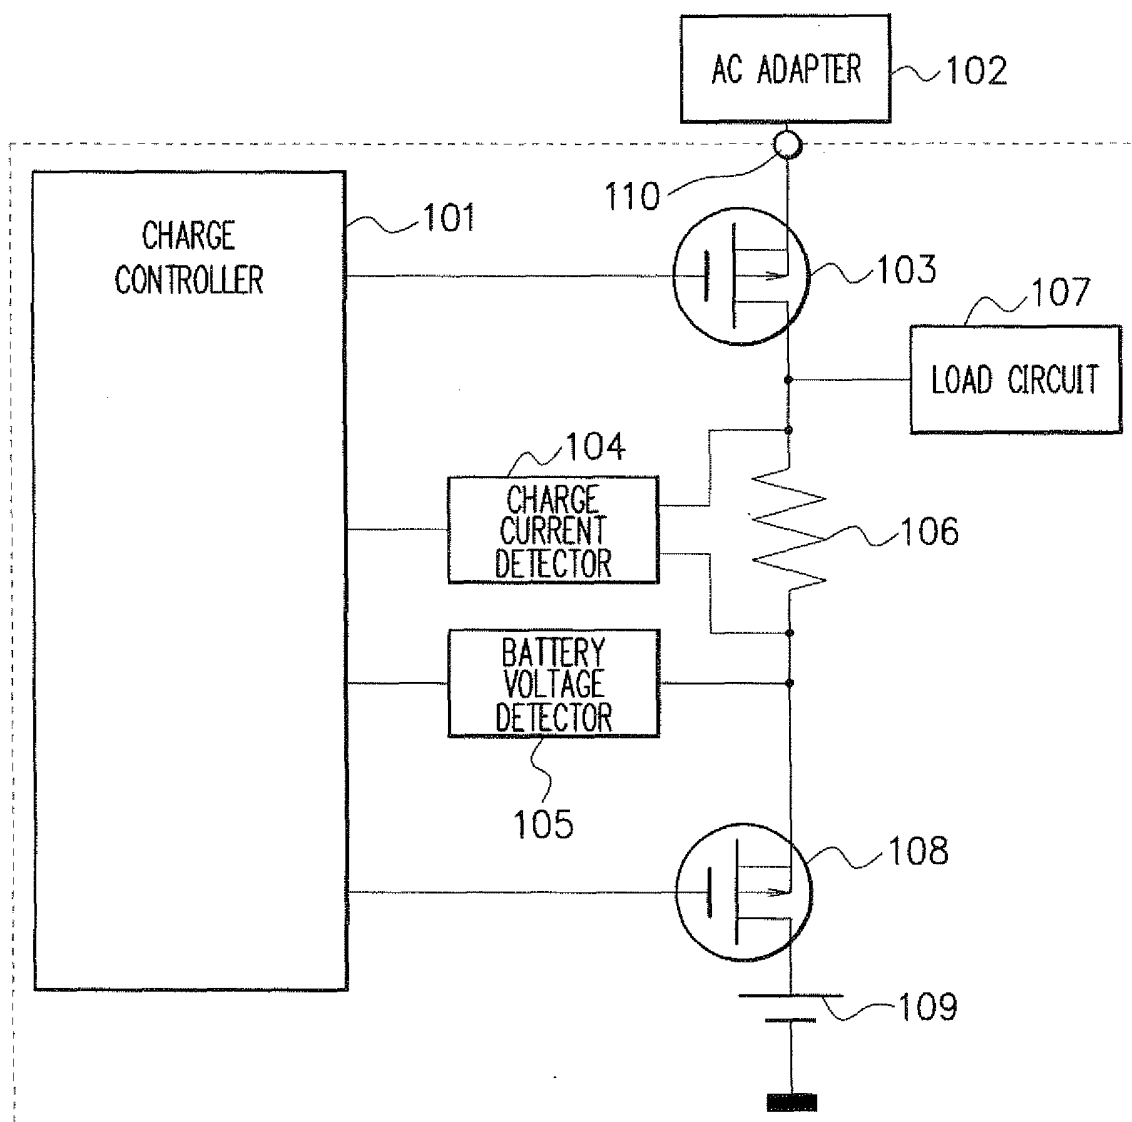 AC ADAPTER
102
110
CHARGE
CONTROLLER
101
103
107
LOAD CIRCUIT
104
CHARGE
CURRENT
DETECTOR
106
BATTERY
VOLTAGE
DETECTOR
105
108
109